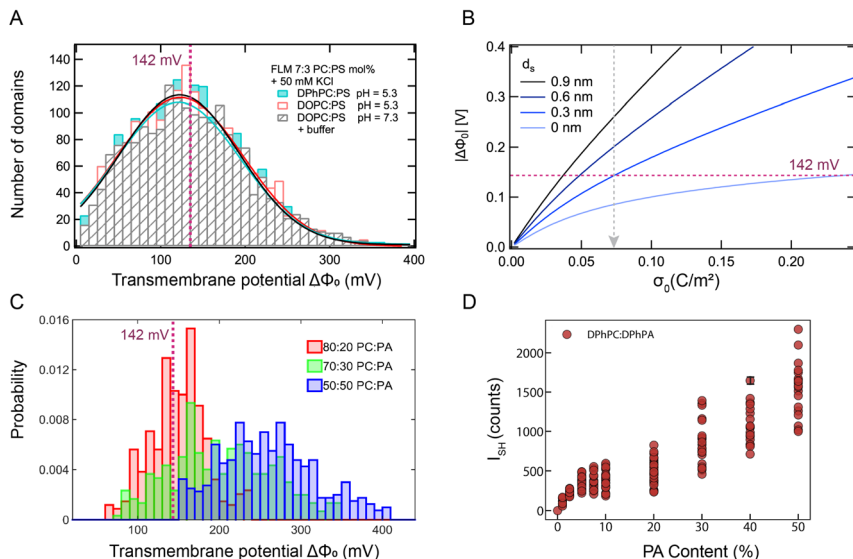 A
142 mV
FLM 7:3 PC:PS mol%
+ 50 mM KCl
DPhPC:PS pH = 5.3
DOPC:PS pH = 5.3
DOPC:PS pH = 7.3
+ buffer
Number of domains
140
120
100
80
60
40
20
0
0 100 200 300 400
Transmembrane potential ΔΦ₀ (mV)
B
dₛ
0.9 nm
0.6 nm
0.3 nm
0 nm
142 mV
|ΔΦ₀| [V]
0.4
0.3
0.2
0.1
0.0
0.00 0.05 0.10 0.15 0.20
σ₀(C/m²)
C
142 mV
80:20 PC:PA
70:30 PC:PA
50:50 PC:PA
Probability
0.016
0.012
0.008
0.004
0
100 200 300 400
Transmembrane potential ΔΦ₀ (mV)
D
DPhPC:DPhPA
I_SH (counts)
2000
1500
1000
500
0
0 10 20 30 40 50
PA Content (%)